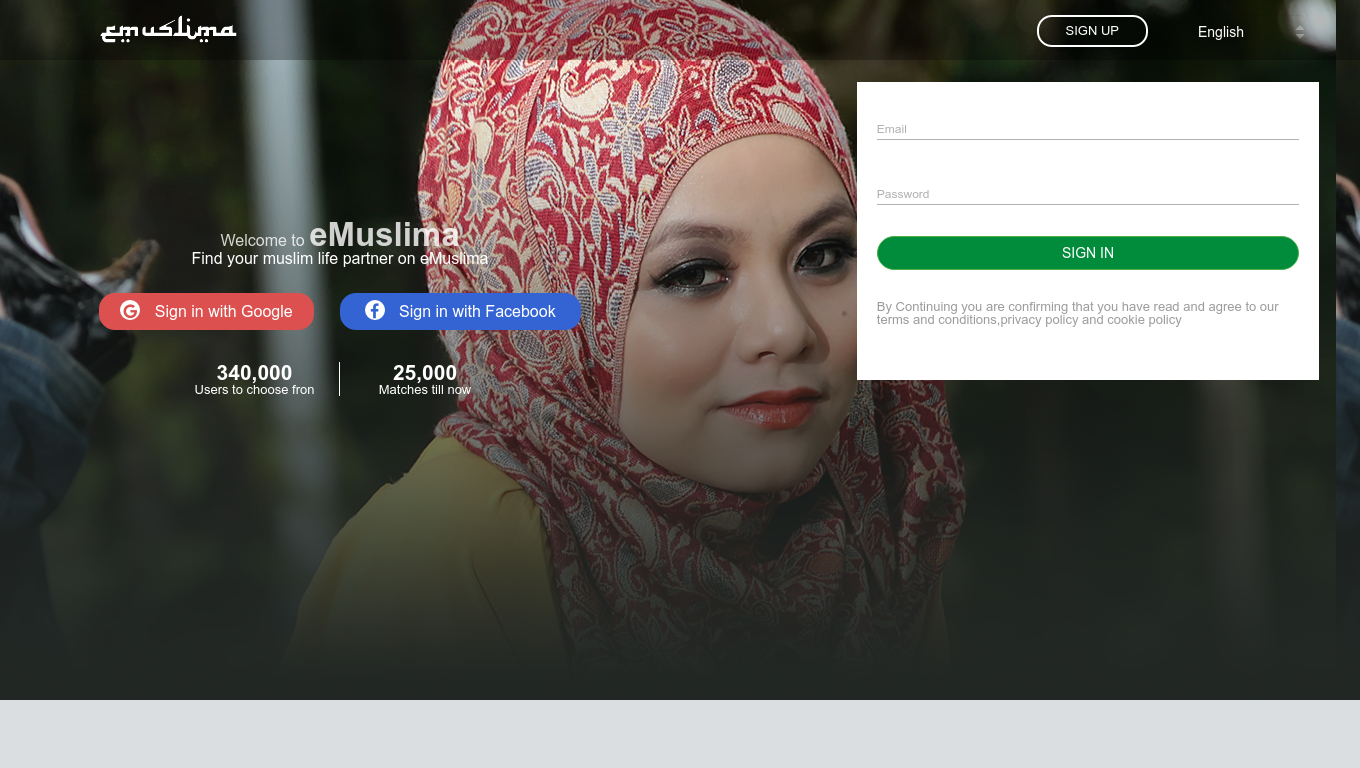 emuslima
SIGN UP
English
Email
Password
SIGN IN
By Continuing you are confirming that you have read and agree to our
terms and conditions,privacy policy and cookie policy
Welcome to eMuslima
Find your muslim life partner on eMuslima
Sign in with Google
Sign in with Facebook
340,000
Users to choose fron
25,000
Matches till now